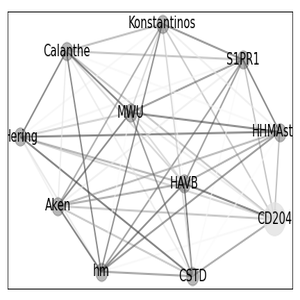 Konstantinos
Calanthe
S1PR1
MWU
HHMAst
Hering
HAVB
Aken
CD204
hm
CSTD